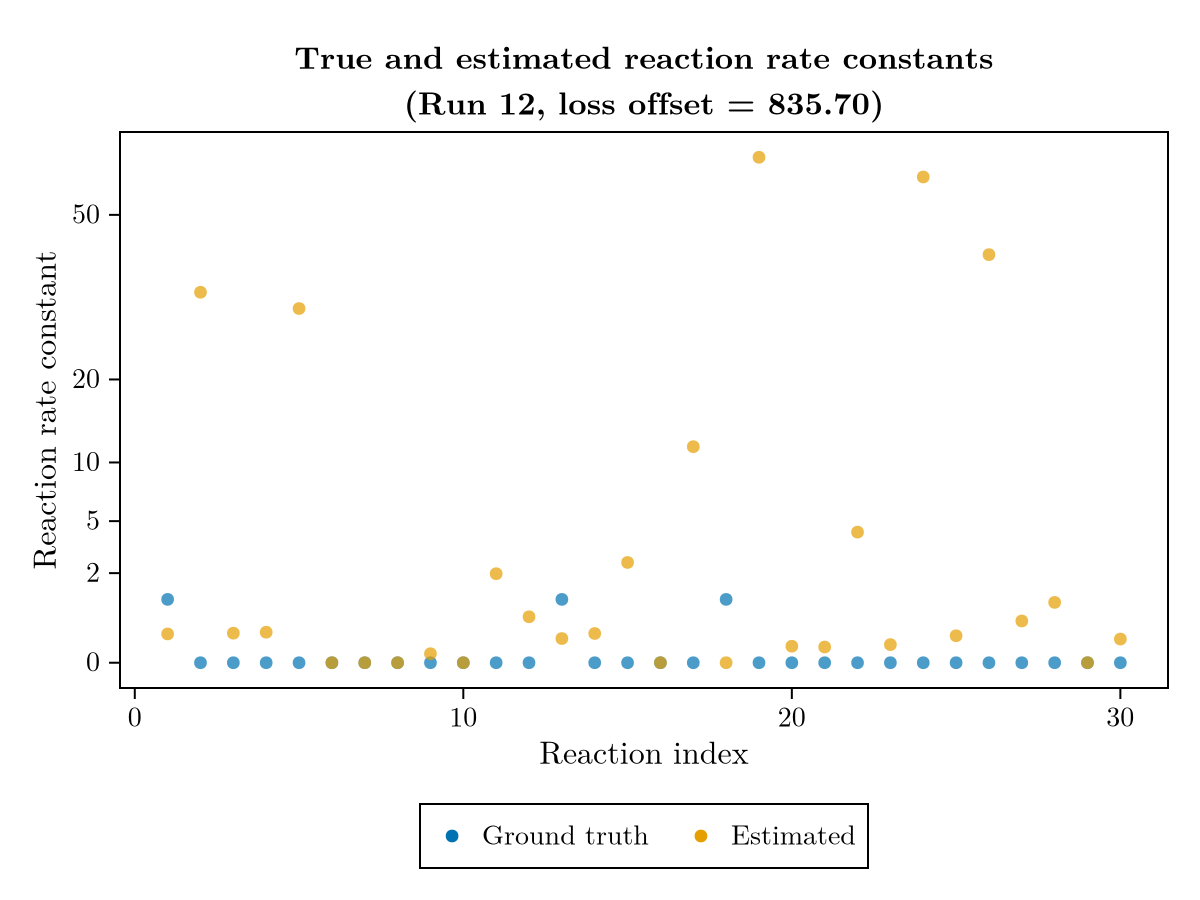 True and estimated reaction rate constants
(Run 12, loss offset = 835.70)
Reaction rate constant
50
20
10
5
2
0
0 10 20 30
Reaction index
Ground truth Estimated